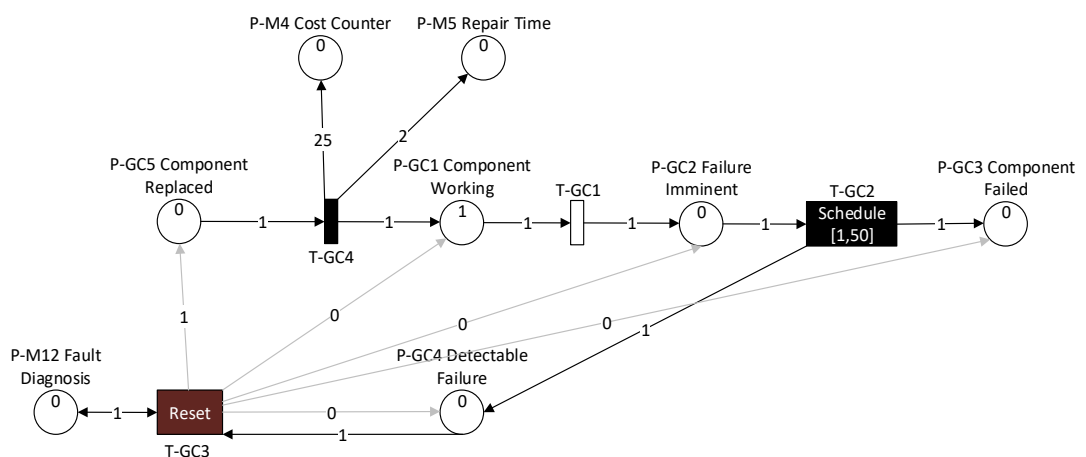 P-M4 Cost Counter
0
P-M5 Repair Time
0
25
2
P-GC5 Component
Replaced
0
1
T-GC4
1
P-GC1 Component
Working
1
1
T-GC1
1
P-GC2 Failure
Imminent
0
1
T-GC2
Schedule
[1,50]
1
P-GC3 Component
Failed
0
1
0
0
0
1
P-M12 Fault
Diagnosis
0
1
Reset
T-GC3
0
1
P-GC4 Detectable
Failure
0